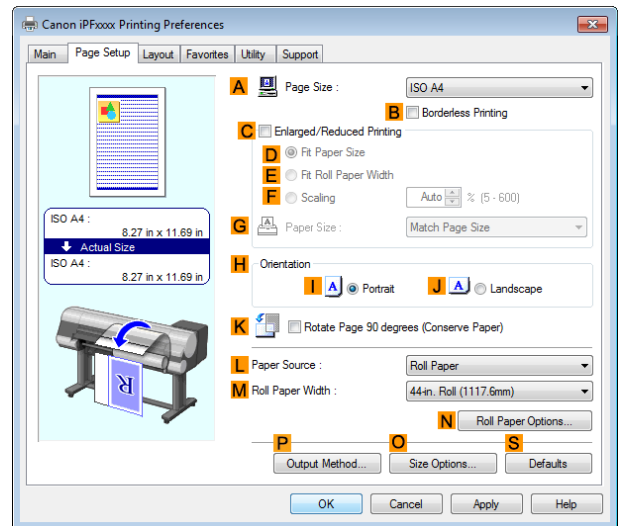 Canon iPFxxxx Printing Preferences
Main Page Setup Layout Favorites Utility Support
A Page Size : ISO A4
B Borderless Printing
C Enlarged/Reduced Printing
D Fit Paper Size
E Fit Roll Paper Width
F Scaling Auto % (5 - 600)
G Paper Size : Match Page Size
ISO A4 :
8.27 in x 11.69 in
Actual Size
ISO A4 :
8.27 in x 11.69 in
H Orientation
I A Portrait J A Landscape
K Rotate Page 90 degrees (Conserve Paper)
L Paper Source : Roll Paper
M Roll Paper Width : 44-in. Roll (1117.6mm)
R
N Roll Paper Options...
P O S
Output Method... Size Options... Defaults
OK Cancel Apply Help